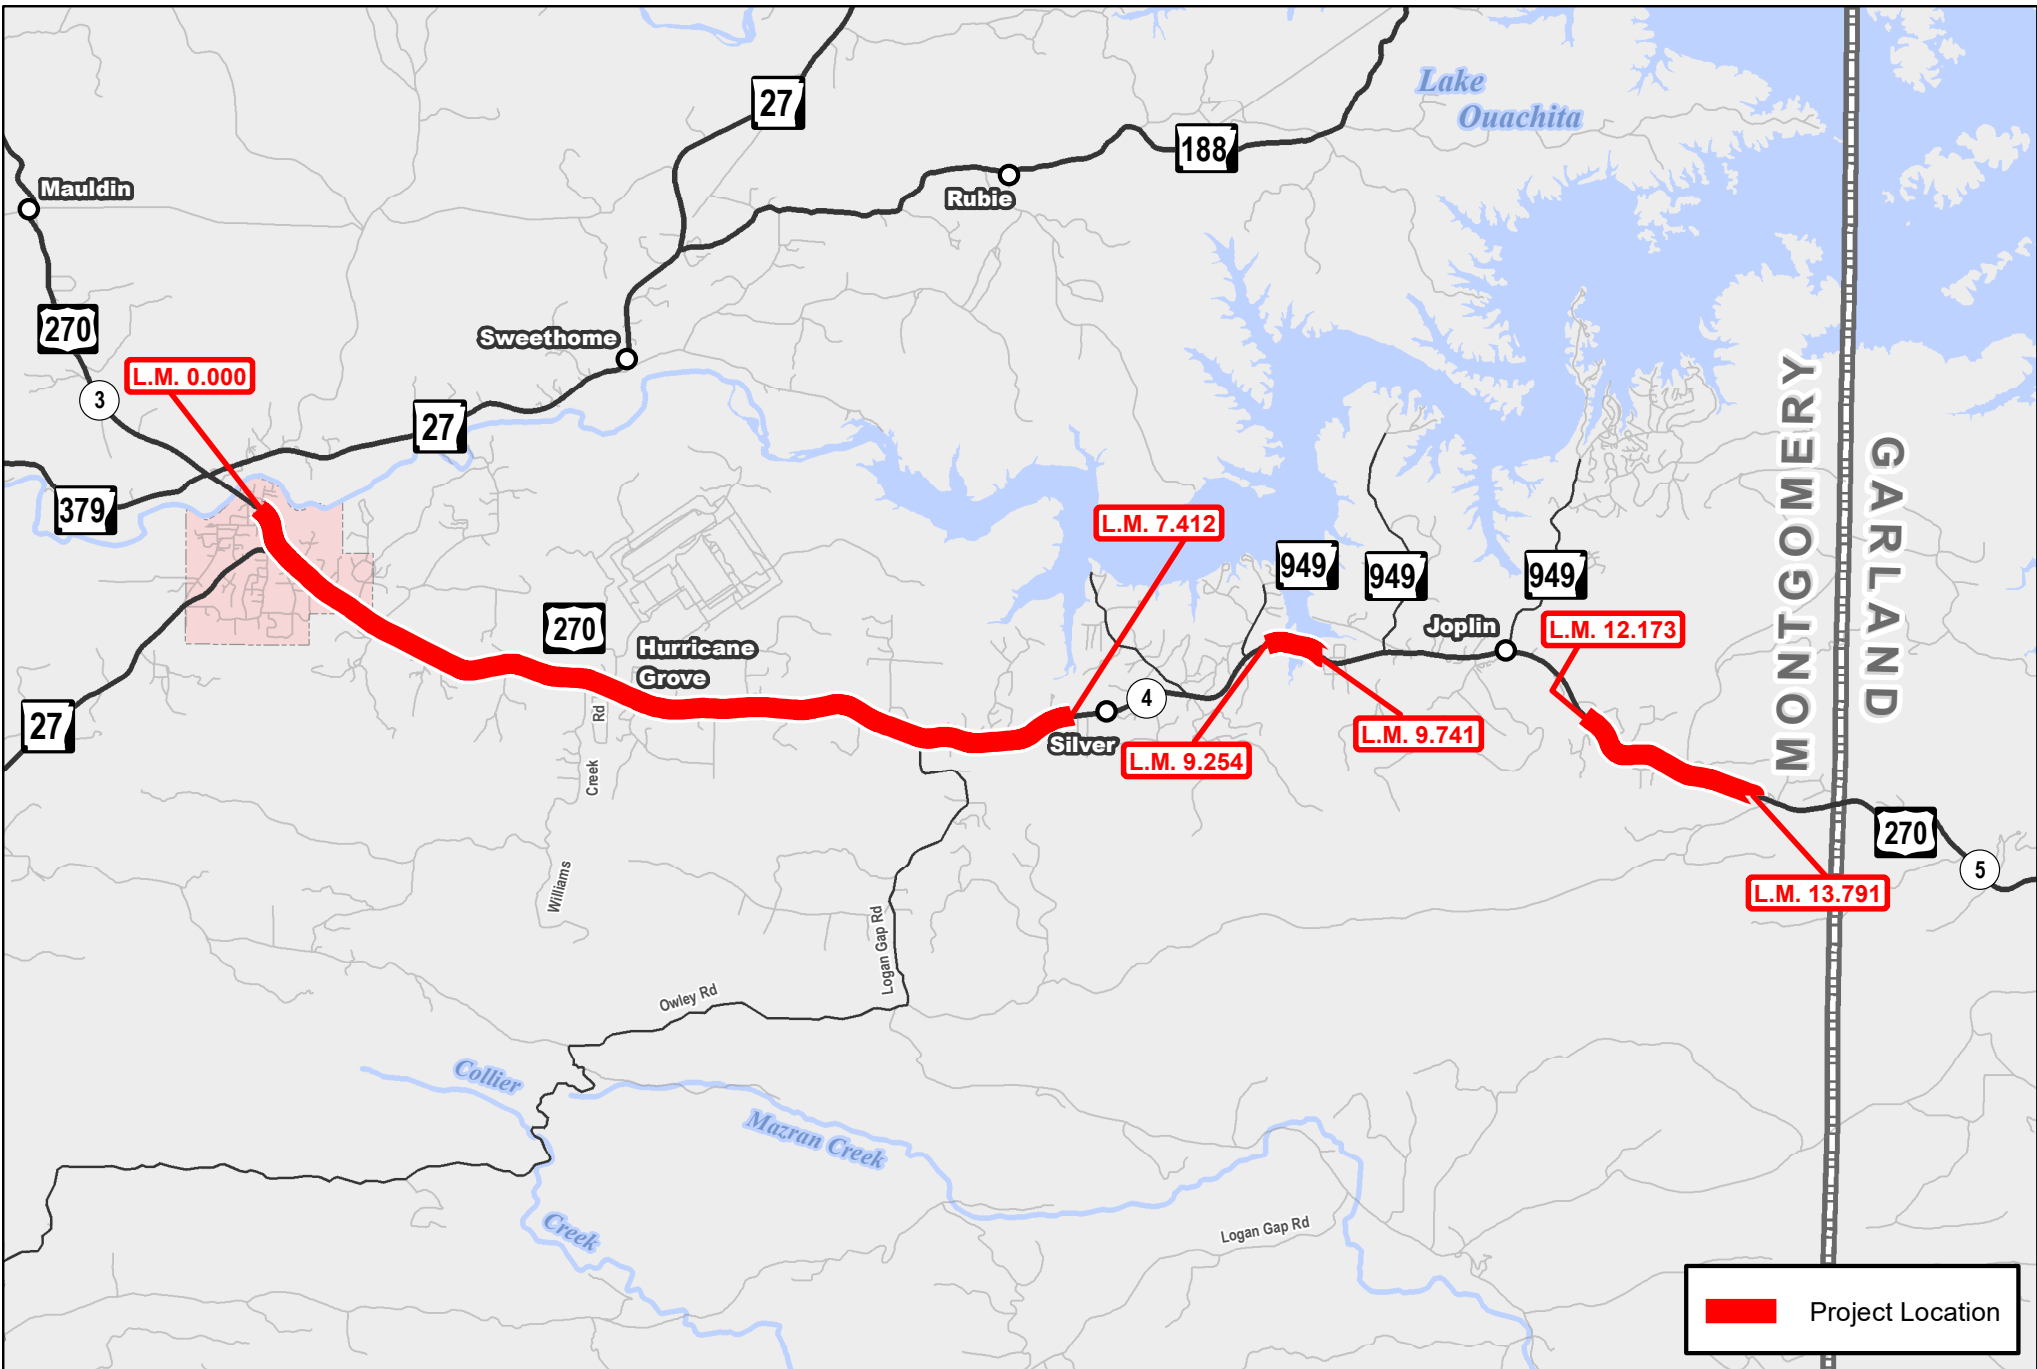 Lake
Ouachita
27
188
Mauldin
Rubie
270
Sweethome
L.M. 0.000
3
27
379
L.M. 7.412
949
949
949
270
Hurricane
Grove
Joplin
L.M. 12.173
MONTGOMERY
GARLAND
27
Rd
4
Silver
L.M. 9.254
L.M. 9.741
Creek
270
5
Williams
L.M. 13.791
Logan Gap Rd
Owley Rd
Collier
Mazran Creek
Creek
Logan Gap Rd
Project Location